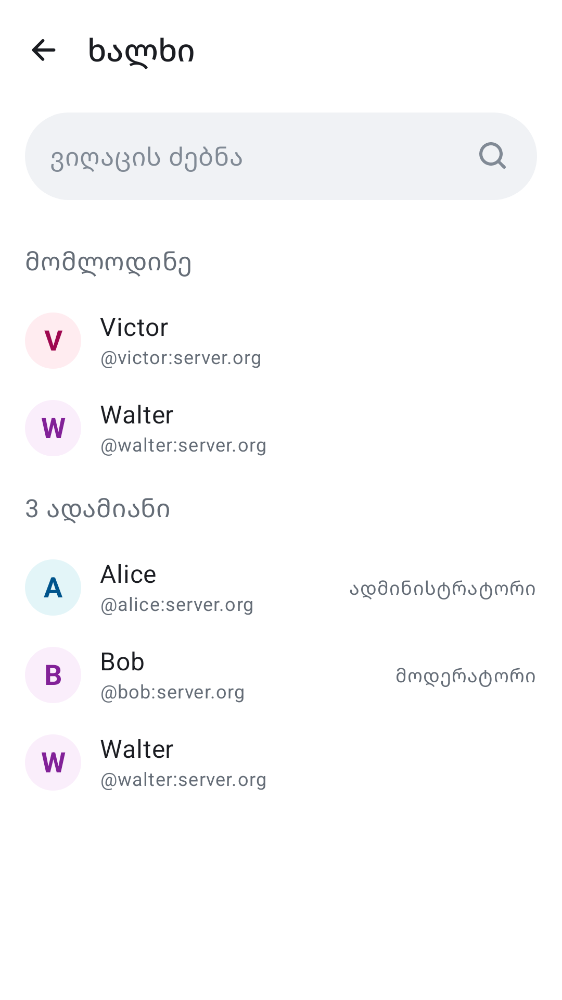 ხალხი
ვიღაცის ძებნა
მომლოდინე
V
Victor
@victor:server.org
W
Walter
@walter:server.org
3 ადამიანი
A
Alice
@alice:server.org
ადმინისტრატორი
B
Bob
@bob:server.org
მოდერატორი
W
Walter
@walter:server.org